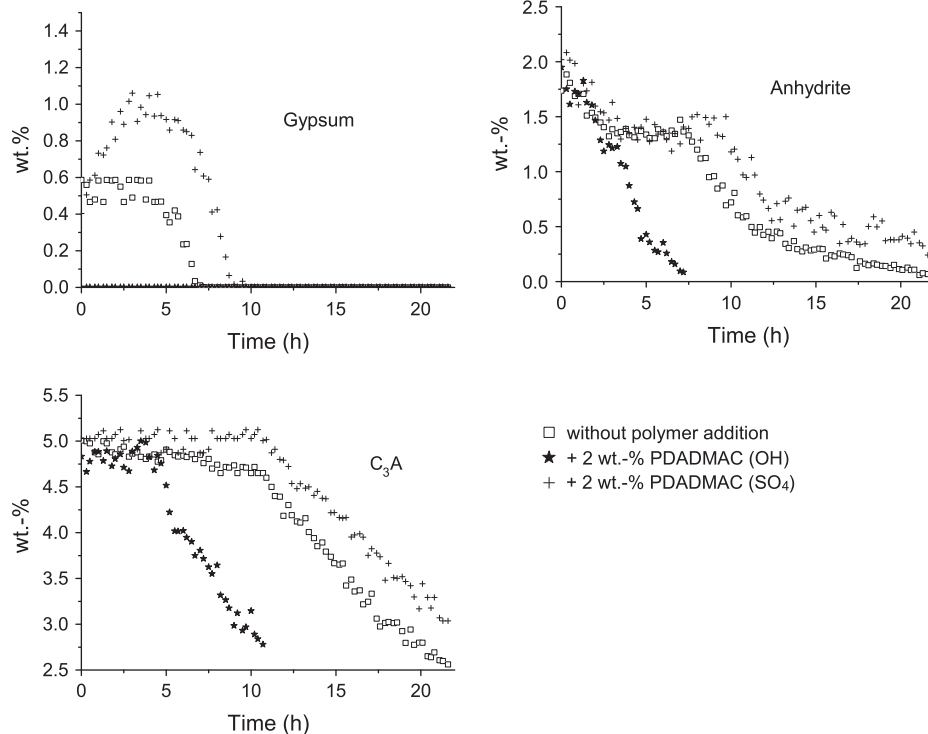 1.4
1.2
1.0
0.8
0.6
0.4
0.2
0.0
wt.%
Gypsum
0 5 10 15 20
Time (h)
2.5
2.0
1.5
1.0
0.5
0.0
wt.-%
Anhydrite
0 5 10 15 20
Time (h)
5.5
5.0
4.5
4.0
3.5
3.0
2.5
wt.-%
C₃A
0 5 10 15 20
Time (h)
without polymer addition
+ 2 wt.-% PDADMAC (OH)
+ 2 wt.-% PDADMAC (SO₄)